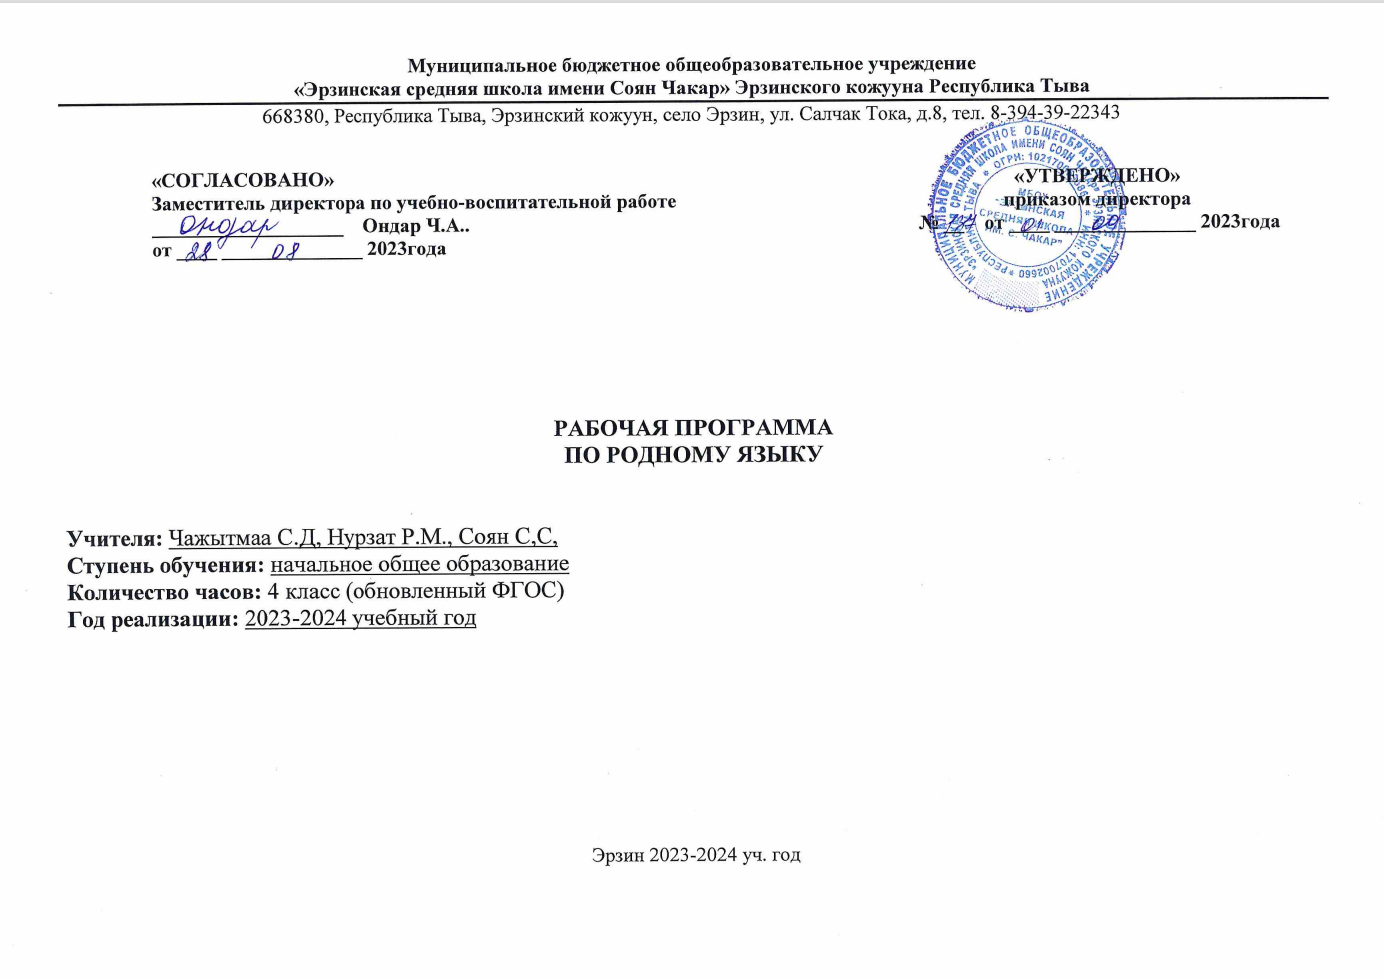 Муниципальное бюджетное общеобразовательное учреждение
«Эрзинская средняя школа имени Соян Чакар» Эрзинского кожууна Республика Тыва
668380, Республика Тыва, Эрзинский кожуун, село Эрзин, ул. Салчак Тока, д.8, тел. 8-394-39-22343
«СОГЛАСОВАНО»
Заместитель директора по учебно-воспитательной работе
Ондар Ондар Ч.А..
от 28 08 2023года
«УТВЕРЖДЕНО»
приказом директора
№ от 01 09 2023года
РАБОЧАЯ ПРОГРАММА
ПО РОДНОМУ ЯЗЫКУ
Учителя: Чажытмаа С.Д, Нурзат Р.М., Соян С,С,
Ступень обучения: начальное общее образование
Количество часов: 4 класс (обновленный ФГОС)
Год реализации: 2023-2024 учебный год
Эрзин 2023-2024 уч. год